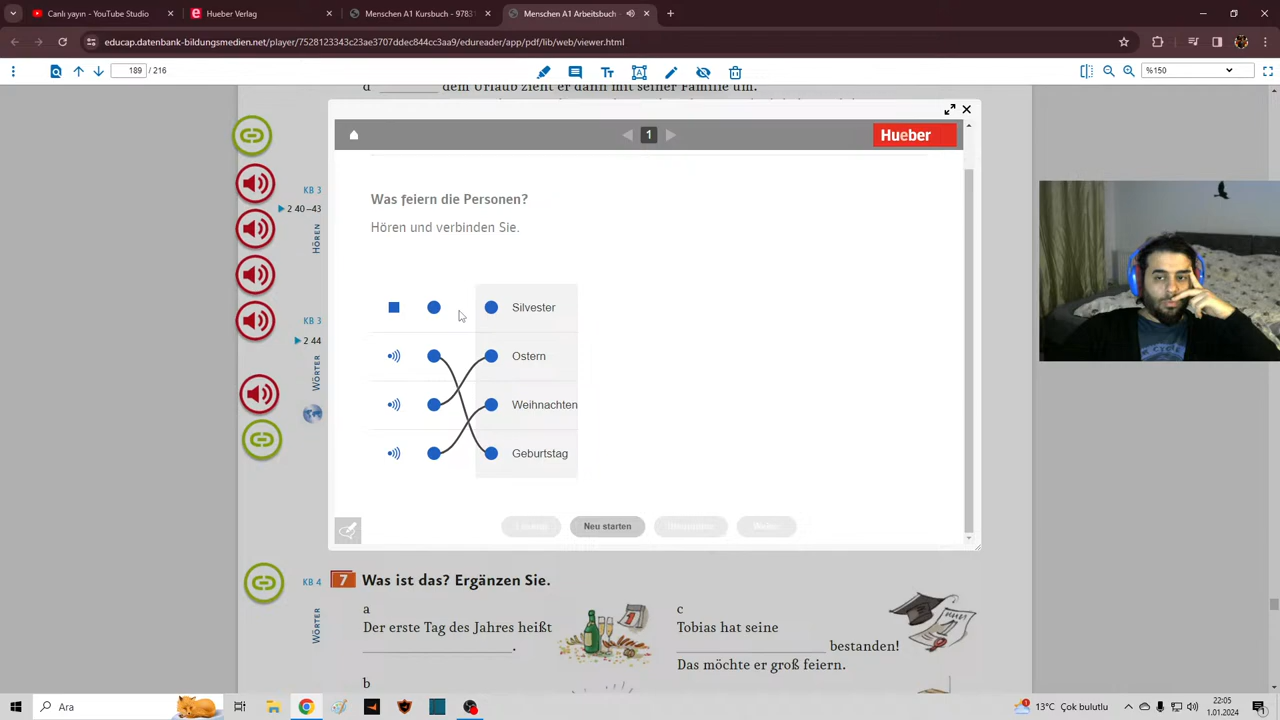 Canlı yayın - YouTube Studio
Hueber Verlag
Menschen A1 Kursbuch - 9783
Menschen A1 Arbeitsbuch
educap.datenbank-bildungsmedien.net/player/7528123343c23ae3707ddec844cc3aa9/edureader/app/pdf/lib/web/viewer.html
189 / 216
%150
d ________ dem Urlaub zieht er dann mit seiner Familie um.
1
Hueber
KB 3
2 40–43
HÖREN
Was feiern die Personen?
Hören und verbinden Sie.
Silvester
Ostern
Weihnachten
Geburtstag
KB 3
2 44
WÖRTER
Neu starten
KB 4
7 Was ist das? Ergänzen Sie.
WÖRTER
a
Der erste Tag des Jahres heißt
____________________.
c
Tobias hat seine
____________________ bestanden!
Das möchte er groß feiern.
b
Ara
13°C Çok bulutlu
22:05
1.01.2024